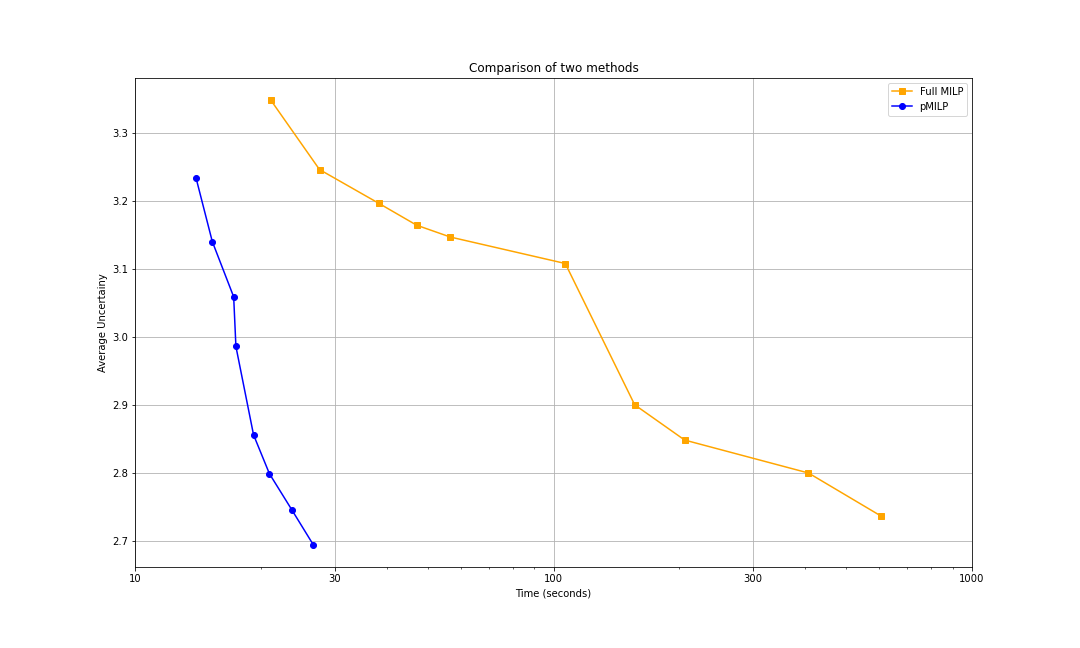 Comparison of two methods
Full MILP
pMILP
3.3
3.2
3.1
3.0
2.9
2.8
2.7
Average Uncertainy
10
30
100
300
1000
Time (seconds)